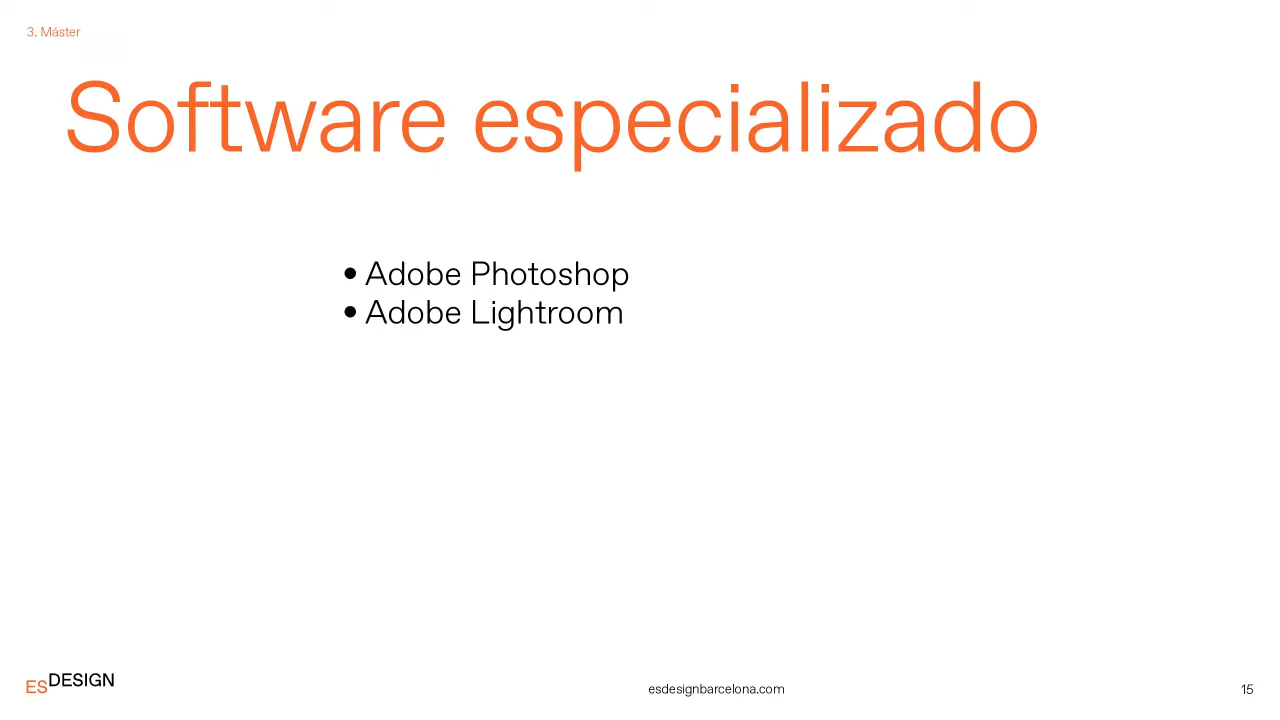 3. Máster
Software especializado
• Adobe Photoshop
• Adobe Lightroom
ESDESIGN
esdesignbarcelona.com
15